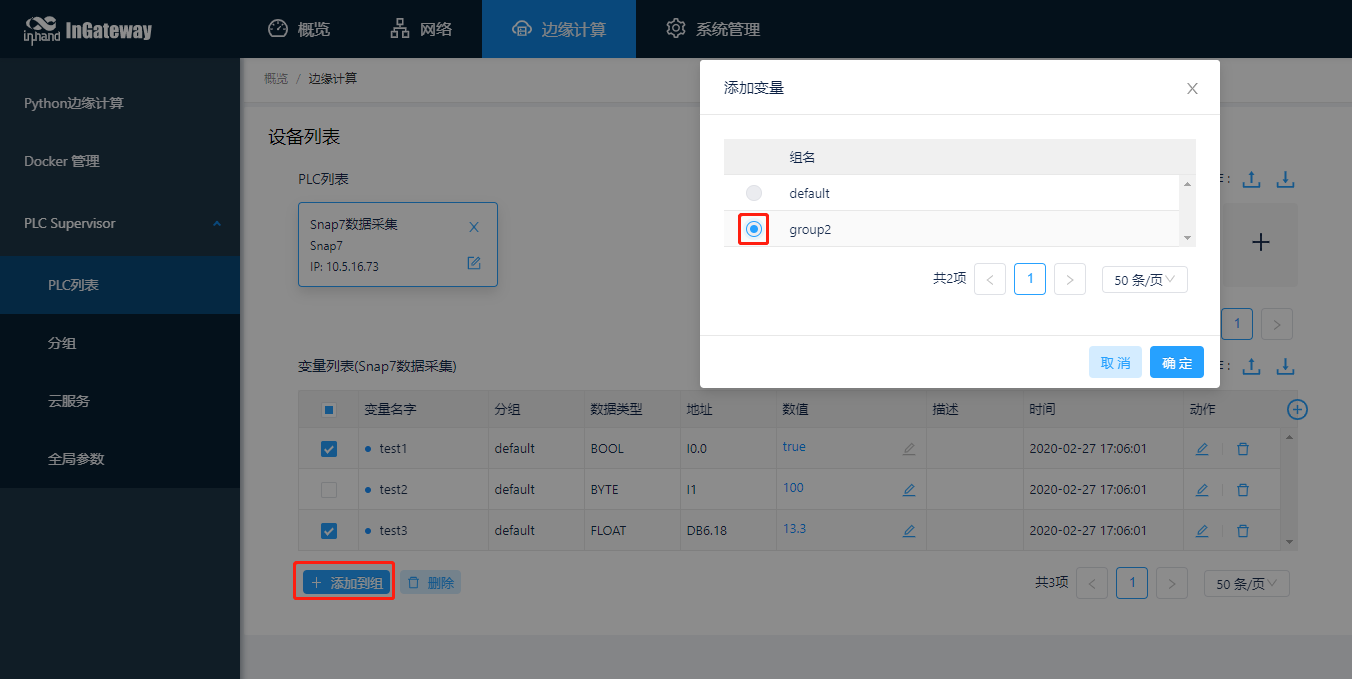 inhand InGateway
概览
网络
边缘计算
系统管理
Python边缘计算
Docker 管理
PLC Supervisor
PLC列表
分组
云服务
全局参数
概览 / 边缘计算
设备列表
PLC列表
Snap7数据采集
Snap7
IP: 10.5.16.73
添加变量
组名
default
group2
共2项 < 1 > 50 条/页
取消 确定
1 >
变量列表(Snap7数据采集)
变量名字 分组 数据类型 地址 数值 描述 时间 动作
test1 default BOOL I0.0 true 2020-02-27 17:06:01
test2 default BYTE I1 100 2020-02-27 17:06:01
test3 default FLOAT DB6.18 13.3 2020-02-27 17:06:01
+ 添加到组 删除
共3项 < 1 > 50 条/页